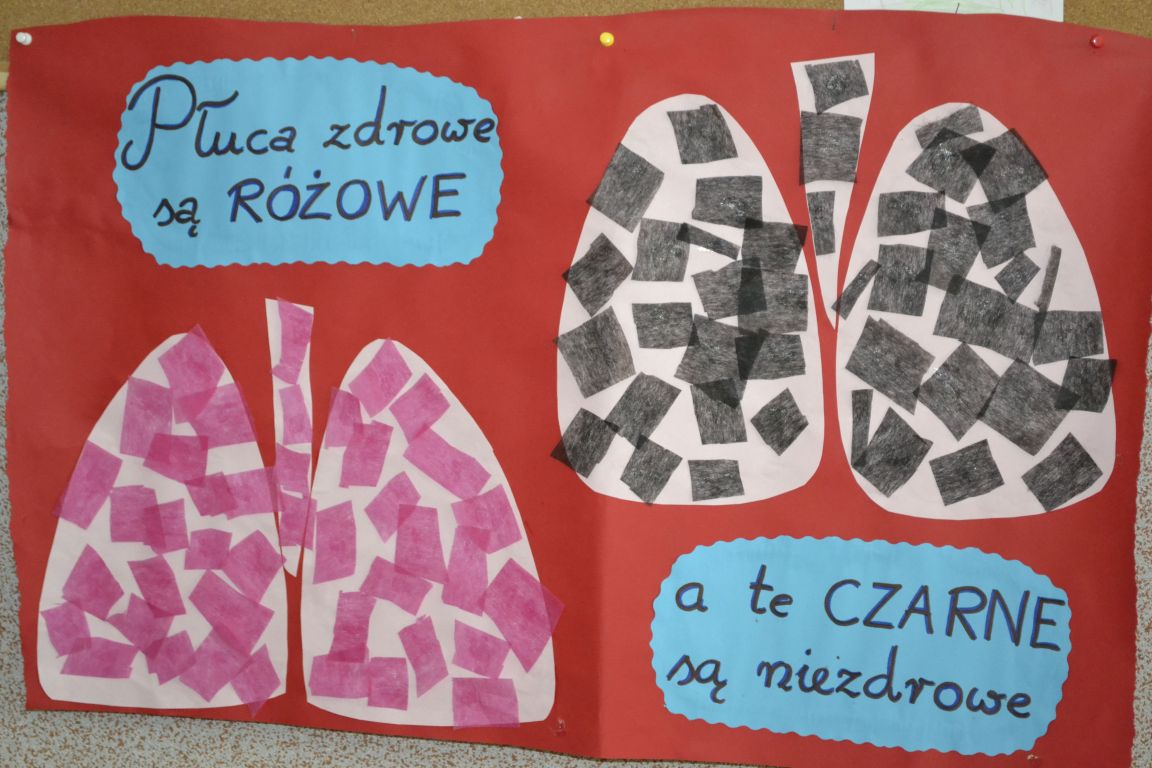 Płuca zdrowe
są RÓŻOWE
a te CZARNE
są niezdrowe